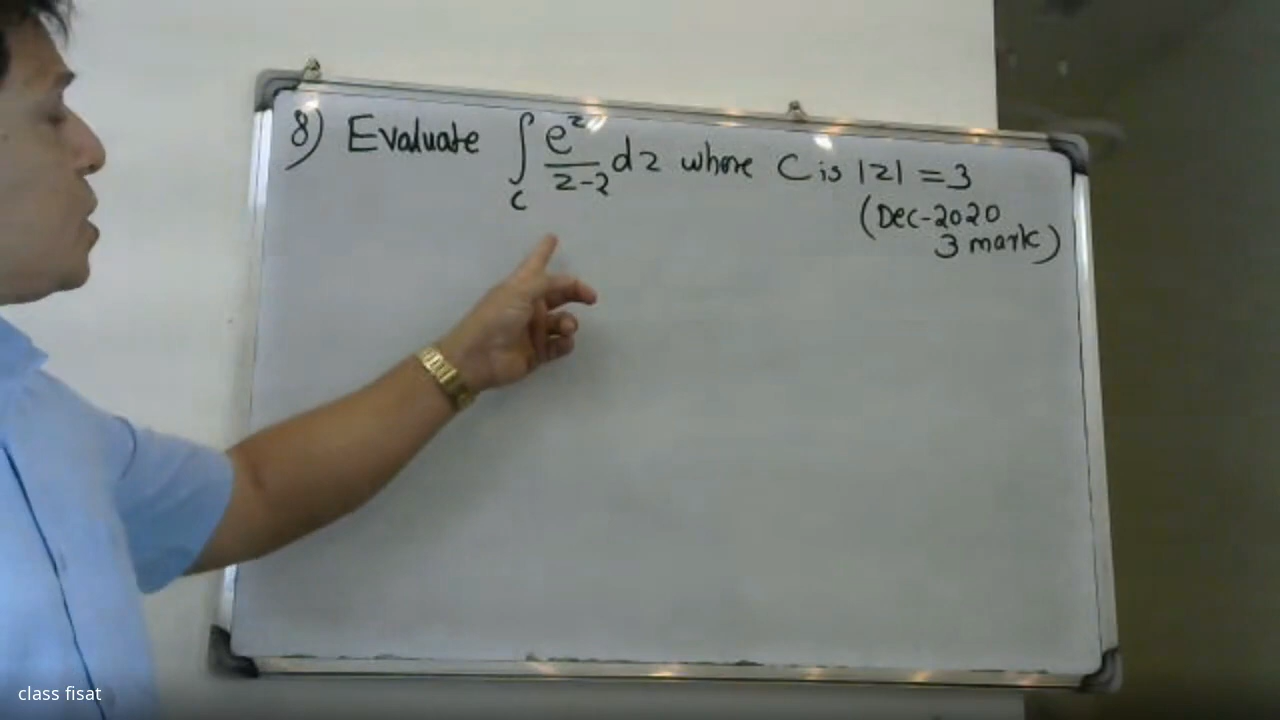 8) Evaluate ∫_C e^z/(z-2) dz where C is |z| = 3
(Dec-2020
3 mark)
class fisat